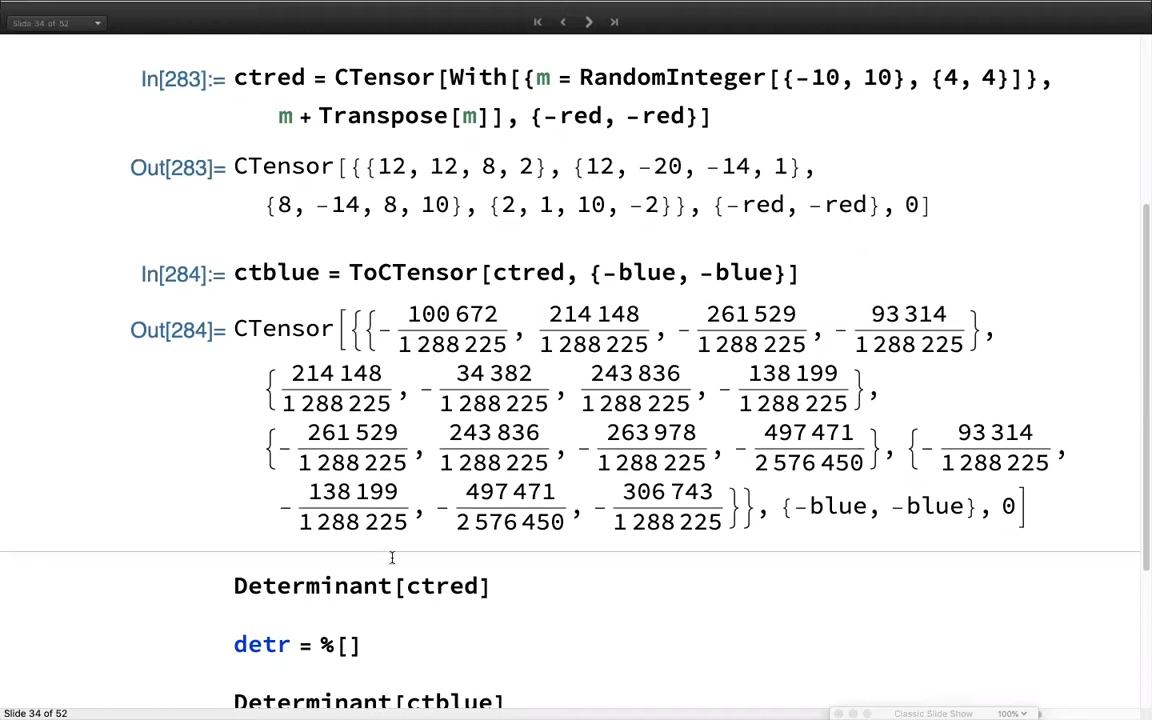 Slide 34 of 52
In[283]:= ctred = CTensor[With[{m = RandomInteger[{-10, 10}, {4, 4}]},
m + Transpose[m]], {-red, -red}]
Out[283]= CTensor[{{12, 12, 8, 2}, {12, -20, -14, 1},
{8, -14, 8, 10}, {2, 1, 10, -2}}, {-red, -red}, 0]
In[284]:= ctblue = ToCTensor[ctred, {-blue, -blue}]
Out[284]= CTensor[{{- 100 672 / 1 288 225, 214 148 / 1 288 225, - 261 529 / 1 288 225, - 93 314 / 1 288 225},
{214 148 / 1 288 225, - 34 382 / 1 288 225, 243 836 / 1 288 225, - 138 199 / 1 288 225},
{- 261 529 / 1 288 225, 243 836 / 1 288 225, - 263 978 / 1 288 225, - 497 471 / 2 576 450}, {- 93 314 / 1 288 225,
- 138 199 / 1 288 225, - 497 471 / 2 576 450, - 306 743 / 1 288 225}}, {-blue, -blue}, 0]
Determinant[ctred]
detr = %[]
Determinant[ctblue]
Slide 34 of 52
Classic Slide Show 100%